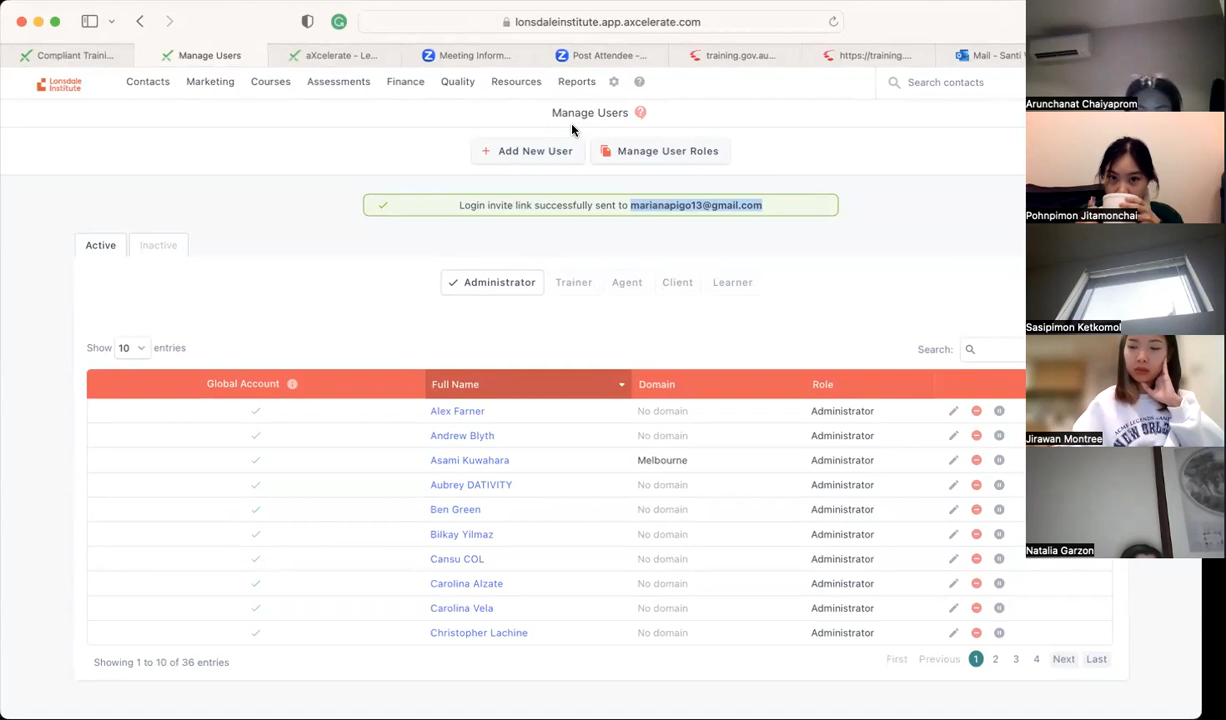 lonsdaleinstitute.app.axcelerate.com
Compliant Traini...
Manage Users
aXcelerate - Le...
Meeting Inform...
Post Attendee -...
training.gov.au...
https://training....
Mail - Santi
Lonsdale
Institute
Contacts
Marketing
Courses
Assessments
Finance
Quality
Resources
Reports
Search contacts
Manage Users
+ Add New User
Manage User Roles
Login invite link successfully sent to marianapigo13@gmail.com
Active
Inactive
Administrator
Trainer
Agent
Client
Learner
Show 10 entries
Search:
Global Account Full Name Domain Role
Alex Farner No domain Administrator
Andrew Blyth No domain Administrator
Asami Kuwahara Melbourne Administrator
Aubrey DATIVITY No domain Administrator
Ben Green No domain Administrator
Bilkay Yilmaz No domain Administrator
Cansu COL No domain Administrator
Carolina Alzate No domain Administrator
Carolina Vela No domain Administrator
Christopher Lachine No domain Administrator
Showing 1 to 10 of 36 entries
First Previous 1 2 3 4 Next Last
Arunchanat Chaiyaprom
Pohnpimon Jitamonchai
Sasipimon Ketkomol
NEW ORL
Jirawan Montree
Natalia Garzon